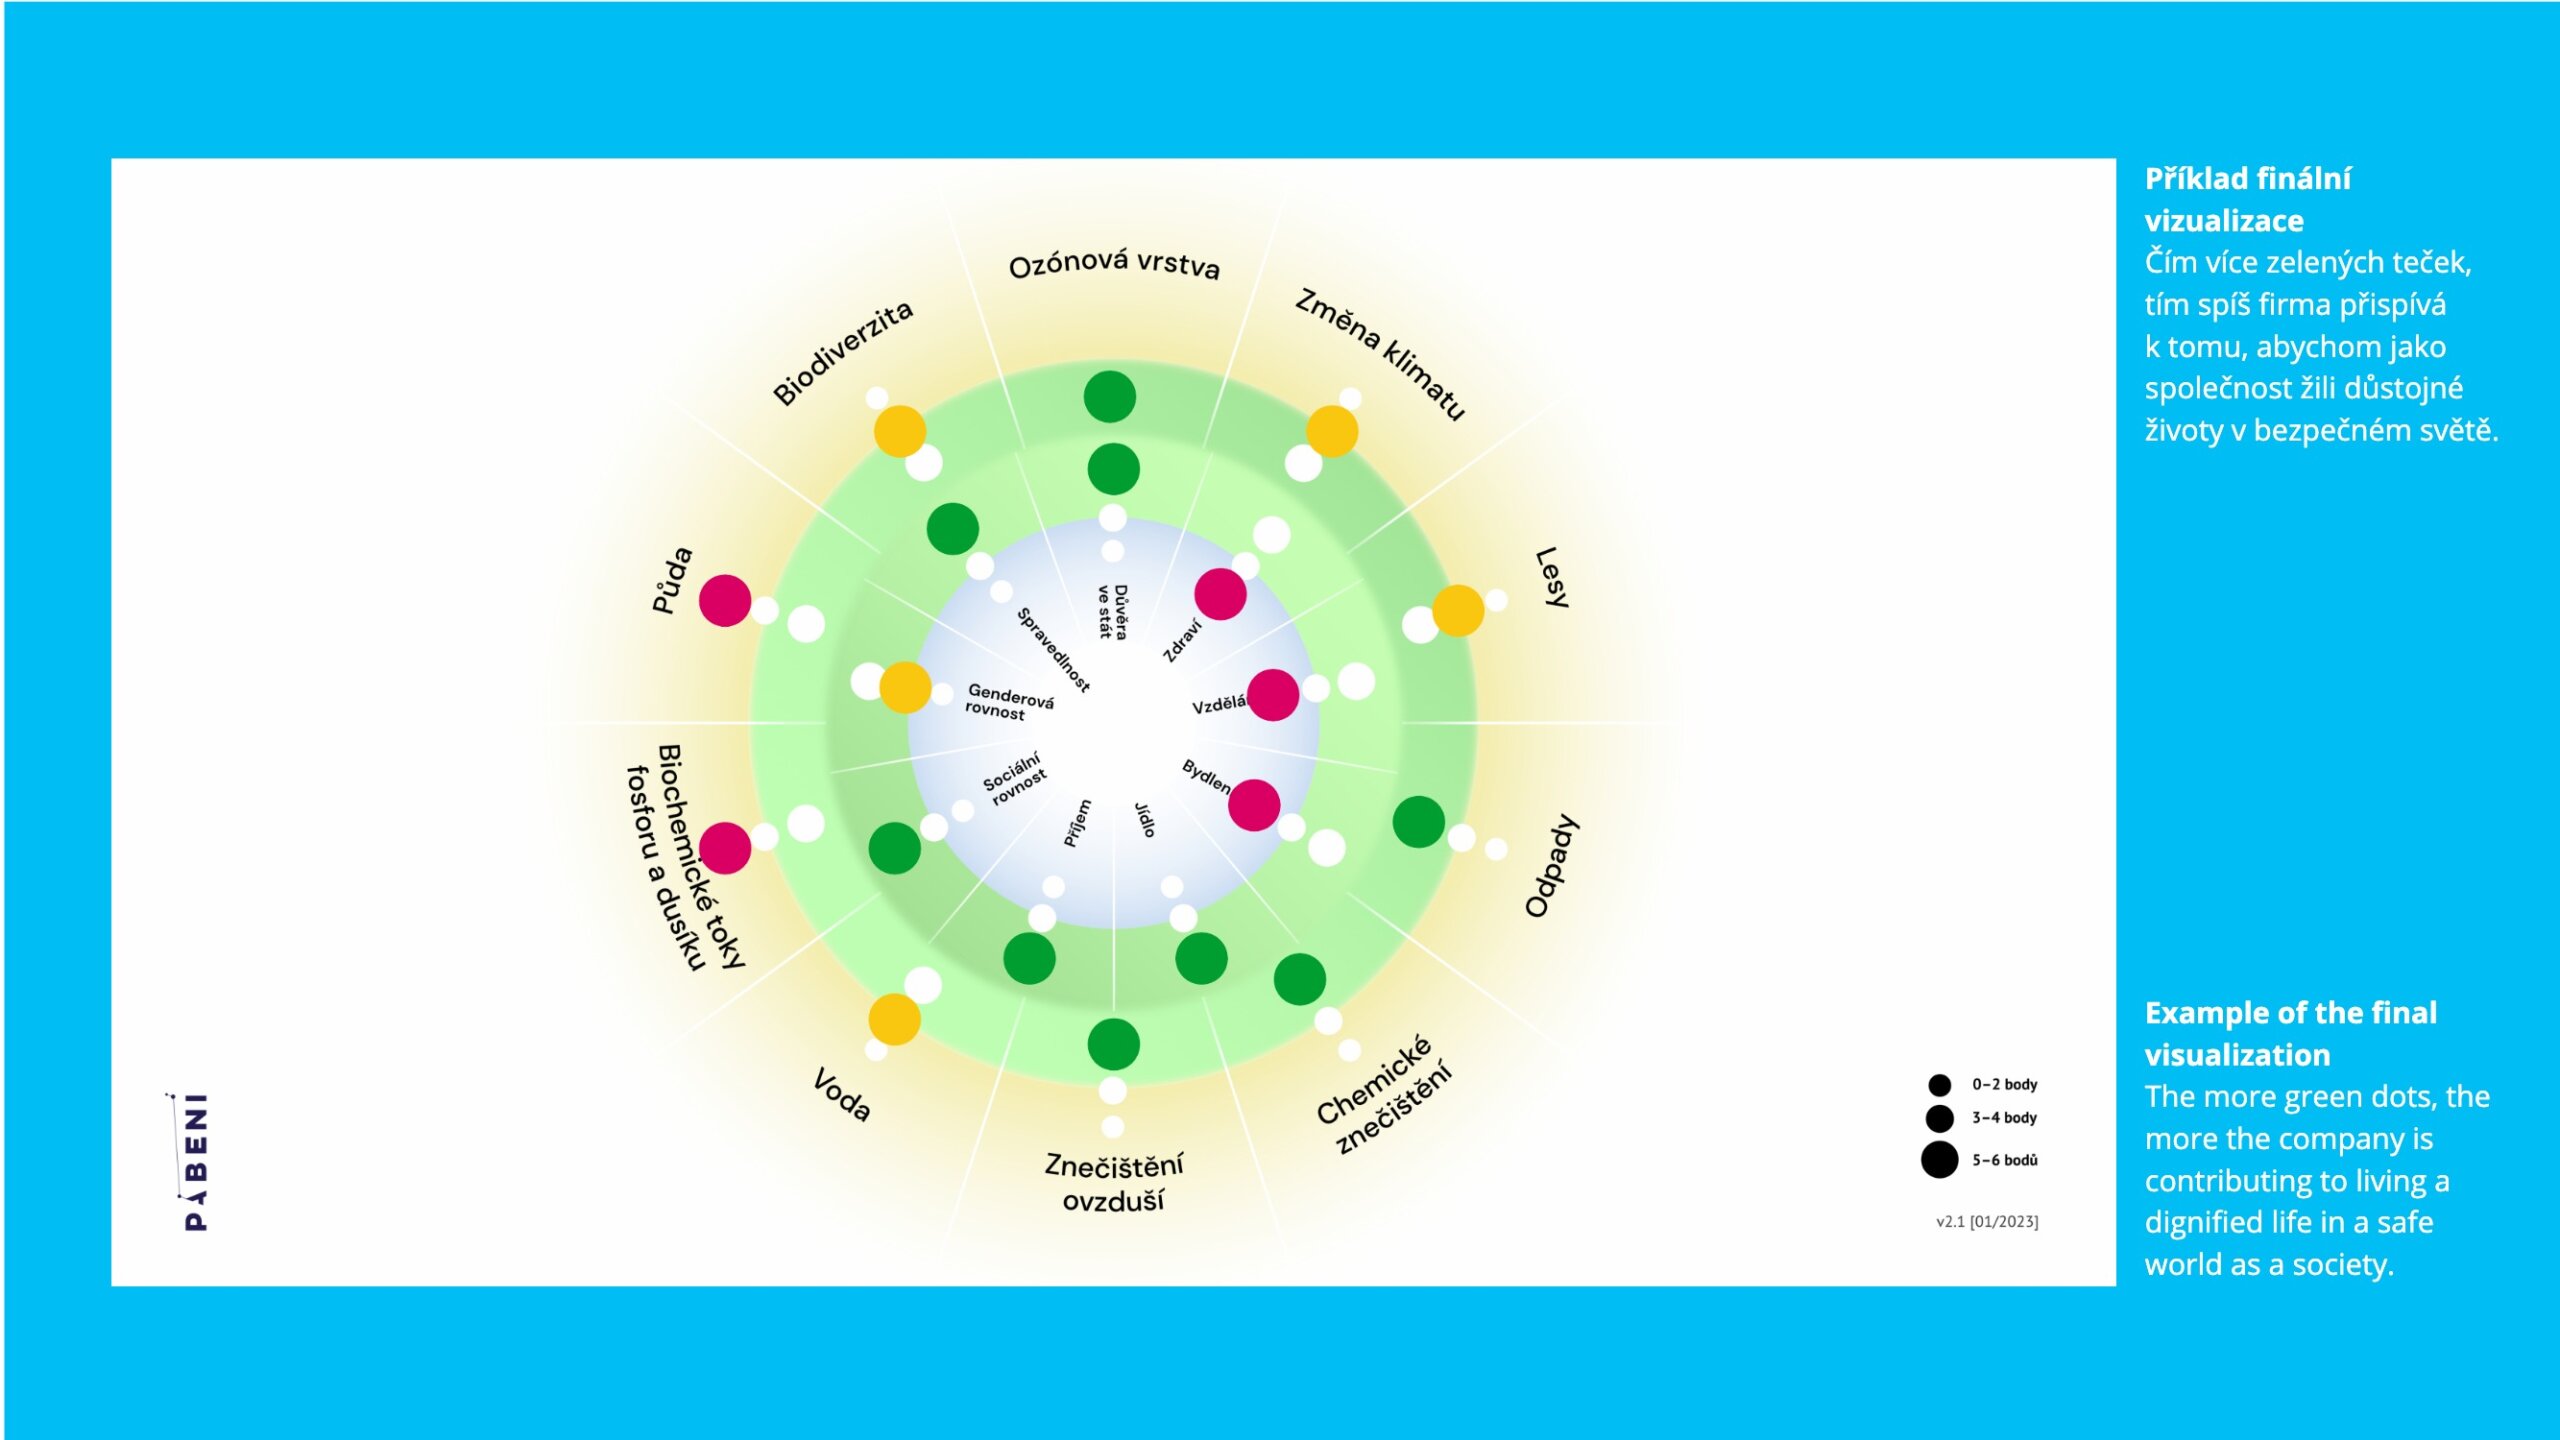 Příklad finální
vizualizace
Čím více zelených teček,
tím spíš firma přispívá
k tomu, abychom jako
společnost žili důstojné
životy v bezpečném světě.
Ozónová vrstva
Změna klimatu
Lesy
Odpady
Chemické
znečištění
Znečištění
ovzduší
Voda
Biochemické toky
fosforu a dusíku
Půda
Biodiverzita
Důvěra
ve stát
Zdraví
Vzdělá
Bydlen
Jídlo
Příjem
Sociální
rovnost
Genderová
rovnost
Spravedlnost
PÁBENI
0–2 body
3–4 body
5–6 bodů
v2.1 [01/2023]
Example of the final
visualization
The more green dots, the
more the company is
contributing to living a
dignified life in a safe
world as a society.